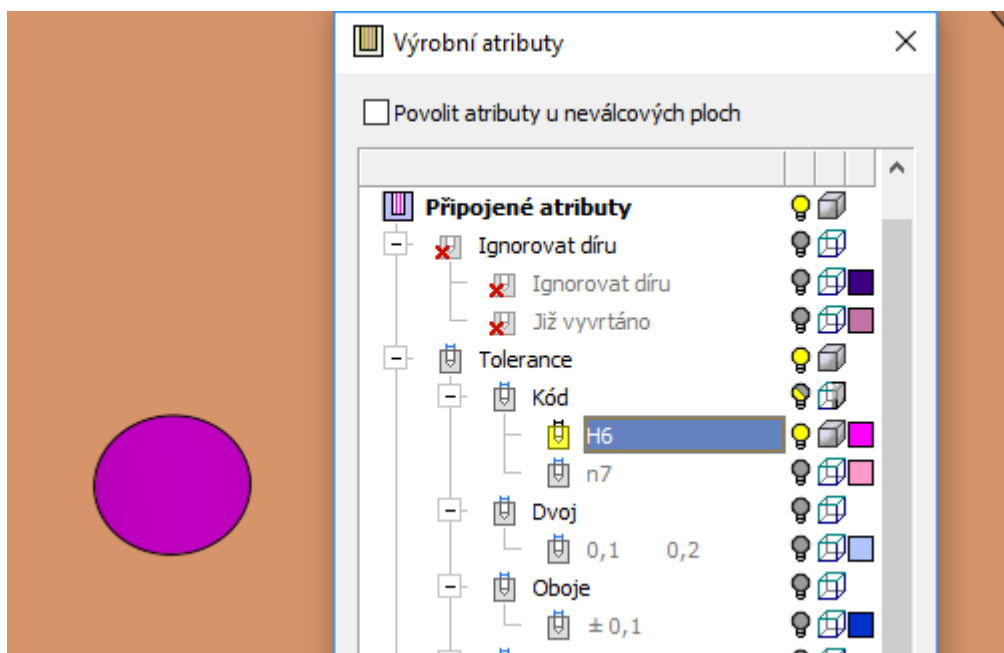 Výrobní atributy
Povolit atributy u neválcových ploch
Připojené atributy
Ignorovat díru
Ignorovat díru
Již vyvrtáno
Tolerance
Kód
H6
n7
Dvoj
0,1 0,2
Oboje
± 0,1